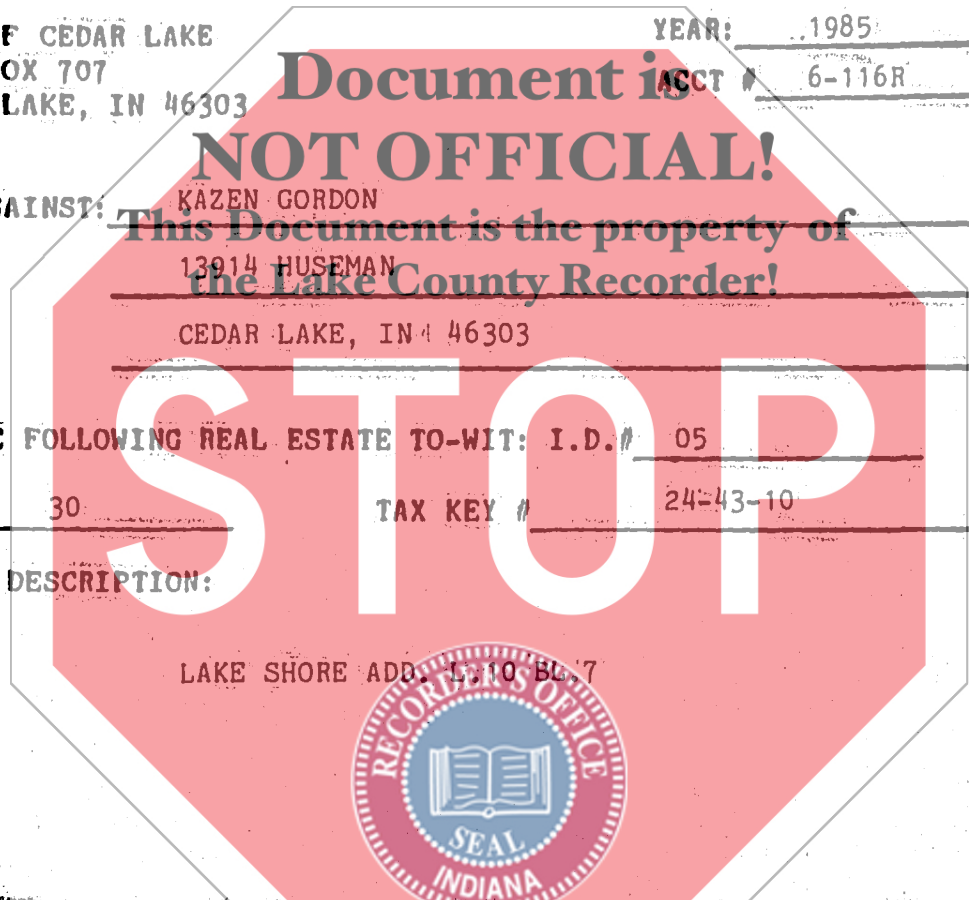 F CEDAR LAKE
YEAR: 1985
OX 707
ACCT # 6-116R
LAKE, IN 46303
Document is
NOT OFFICIAL!
AINST: KAZEN GORDON
This Document is the property of
13914 HUSEMAN
the Lake County Recorder!
CEDAR LAKE, IN 46303
STOP
FOLLOWING REAL ESTATE TO-WIT: I.D.# 05
30 TAX KEY # 24-43-10
DESCRIPTION:
LAKE SHORE ADD. L.10 BL.7
RECORDER'S OFFICE
SEAL
INDIANA